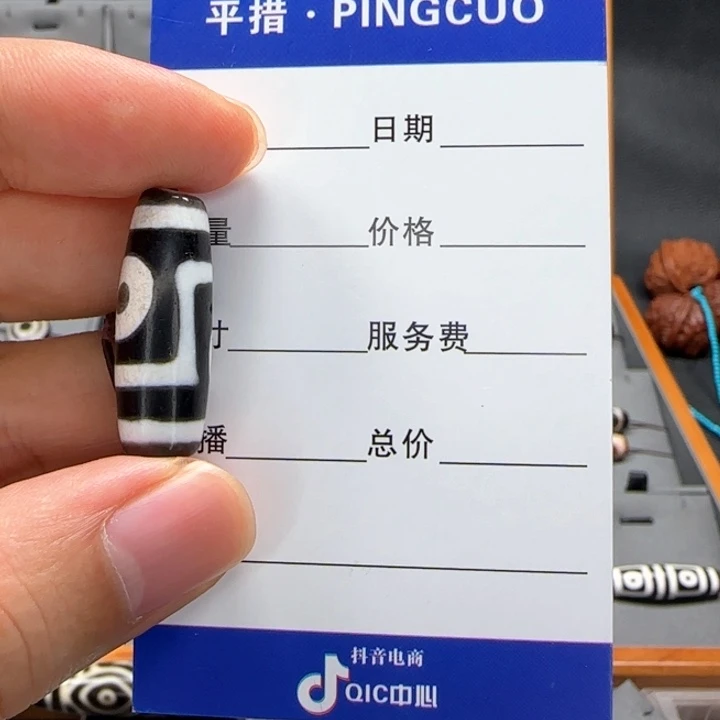 平措·PINGCUO
日期
量 价格
寸 服务费
播 总价
抖音电商
QIC中心